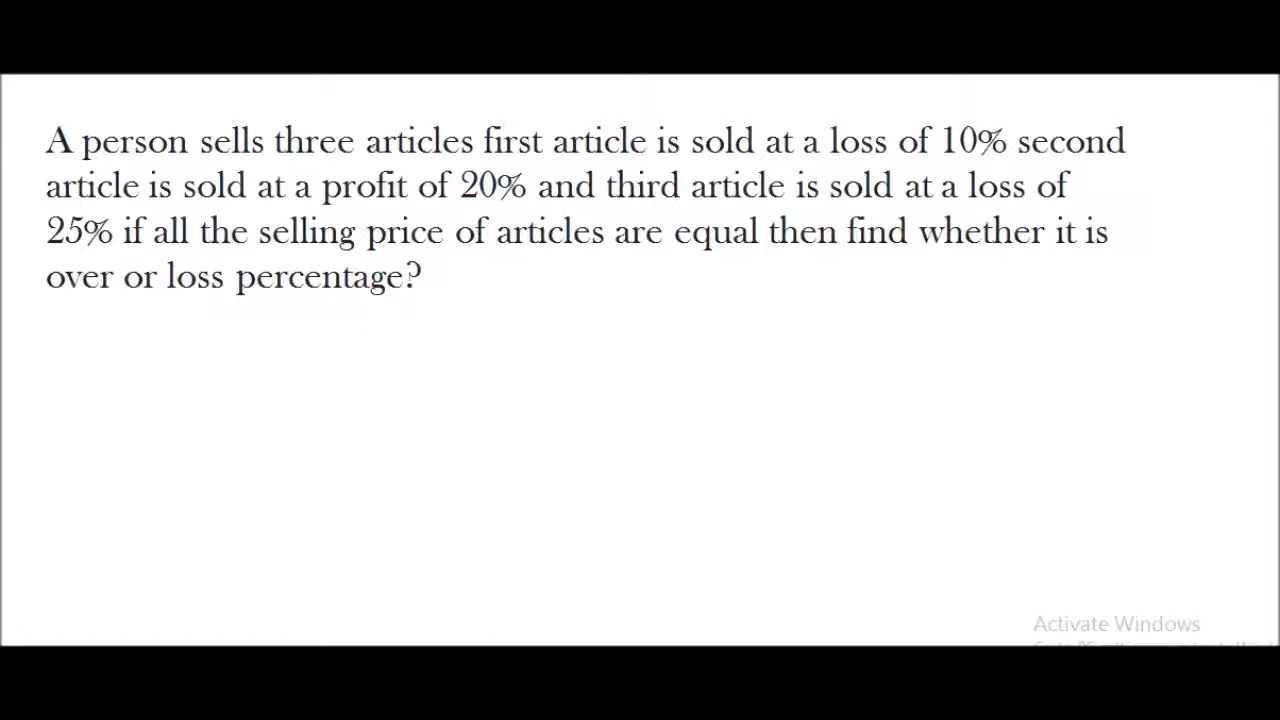 A person sells three articles first article is sold at a loss of 10% second
article is sold at a profit of 20% and third article is sold at a loss of
25% if all the selling price of articles are equal then find whether it is
over or loss percentage?
Activate Windows